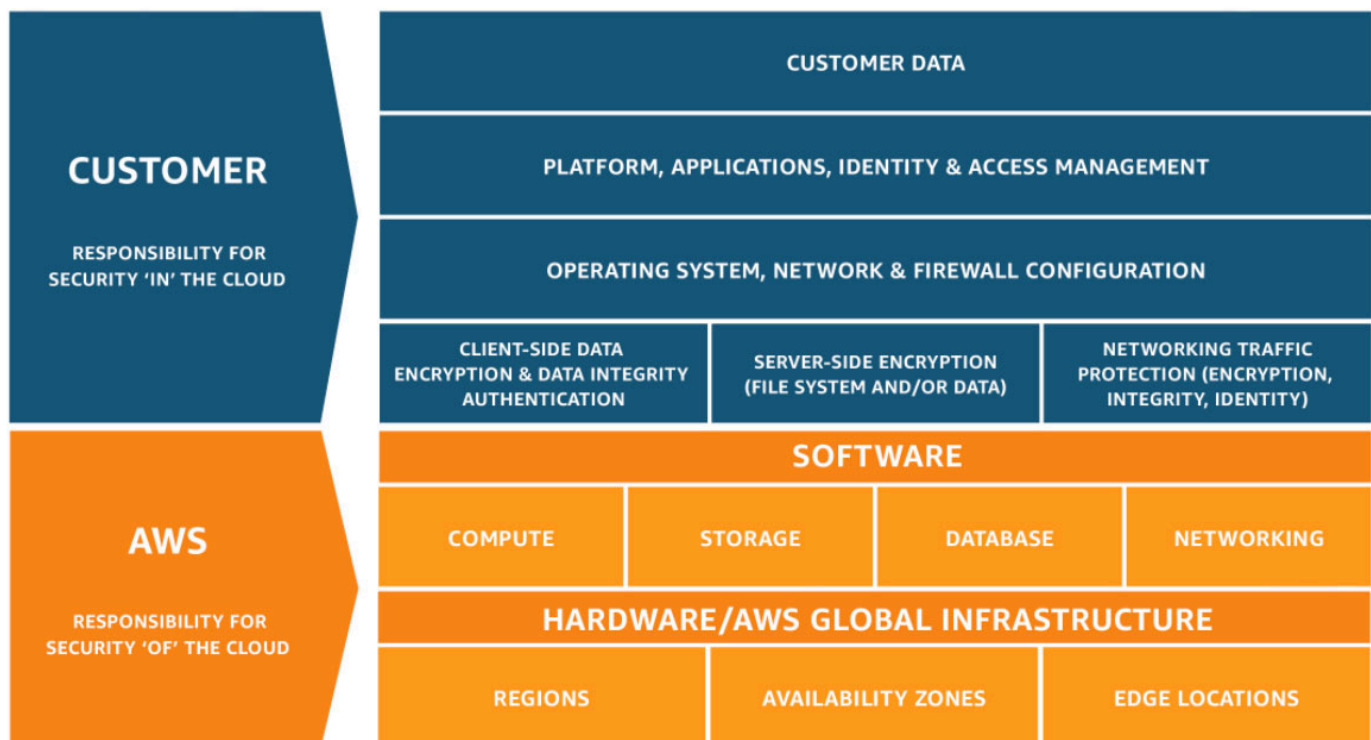 CUSTOMER
RESPONSIBILITY FOR
SECURITY ‘IN’ THE CLOUD
CUSTOMER DATA
PLATFORM, APPLICATIONS, IDENTITY & ACCESS MANAGEMENT
OPERATING SYSTEM, NETWORK & FIREWALL CONFIGURATION
CLIENT-SIDE DATA
ENCRYPTION & DATA INTEGRITY
AUTHENTICATION
SERVER-SIDE ENCRYPTION
(FILE SYSTEM AND/OR DATA)
NETWORKING TRAFFIC
PROTECTION (ENCRYPTION,
INTEGRITY, IDENTITY)
AWS
RESPONSIBILITY FOR
SECURITY ‘OF’ THE CLOUD
SOFTWARE
COMPUTE
STORAGE
DATABASE
NETWORKING
HARDWARE/AWS GLOBAL INFRASTRUCTURE
REGIONS
AVAILABILITY ZONES
EDGE LOCATIONS